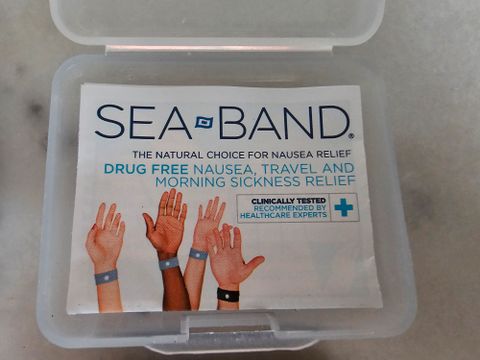 SEA BAND®
THE NATURAL CHOICE FOR NAUSEA RELIEF
DRUG FREE NAUSEA, TRAVEL AND
MORNING SICKNESS RELIEF
CLINICALLY TESTED
RECOMMENDED BY
HEALTHCARE EXPERTS